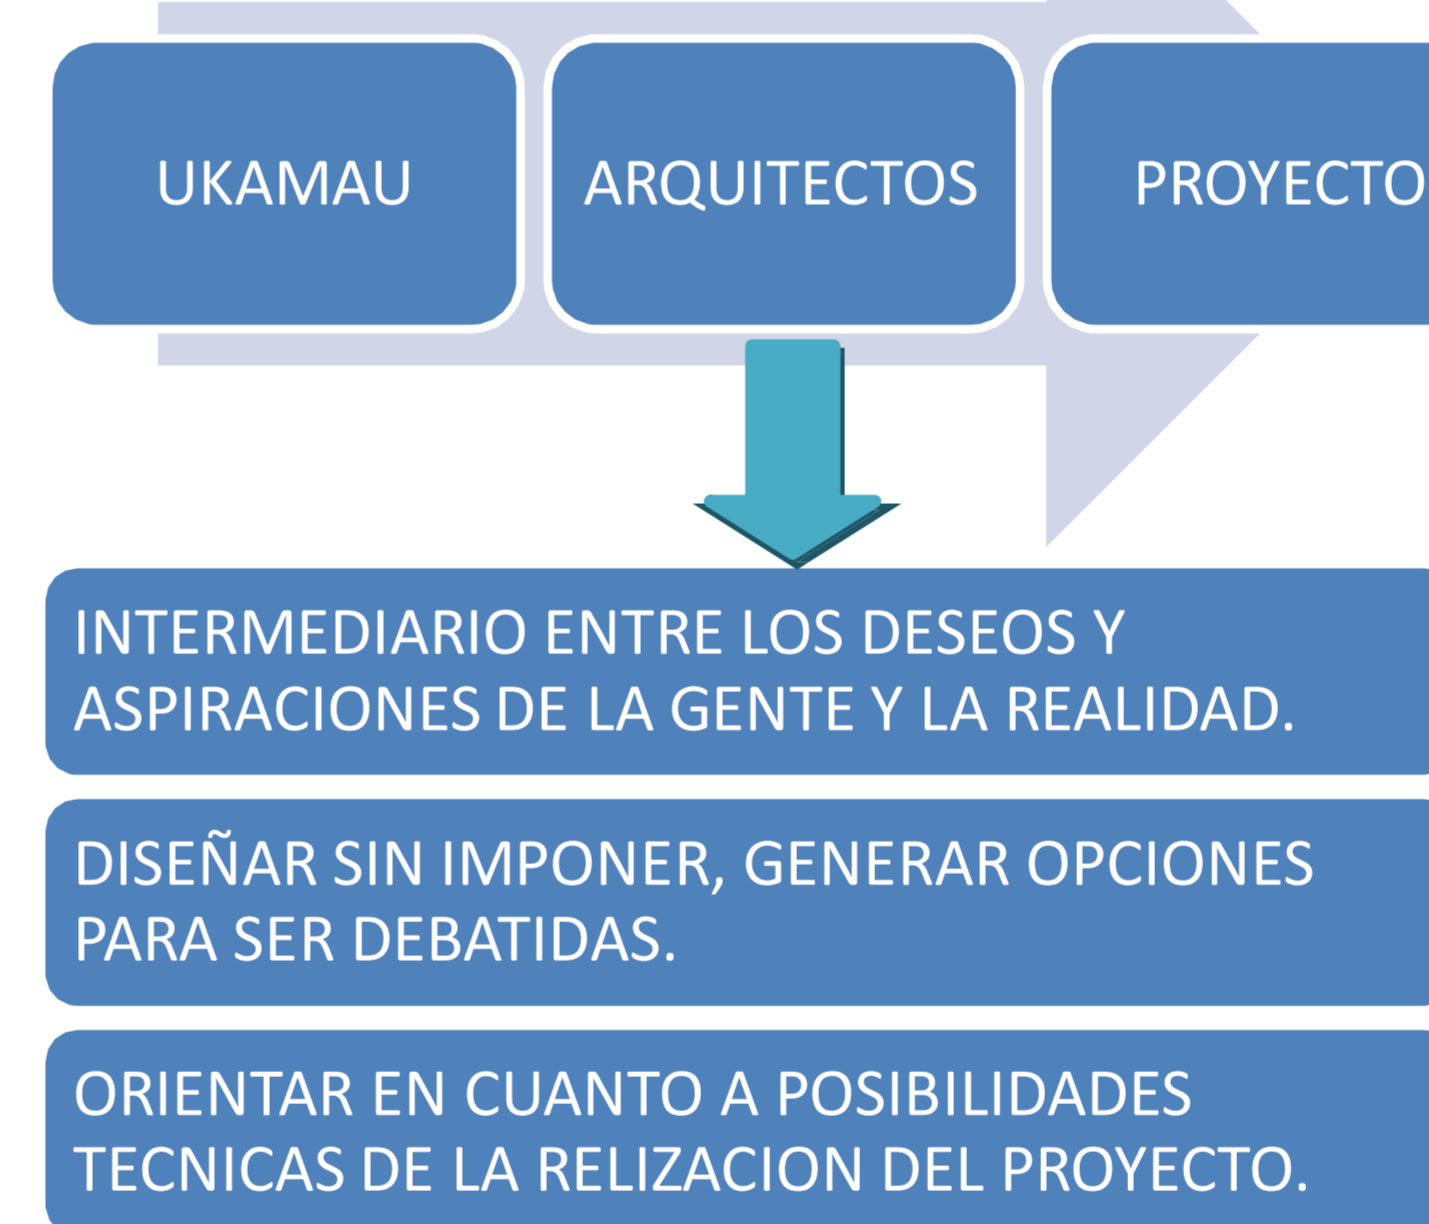 UKAMAU
ARQUITECTOS
PROYECTO
INTERMEDIARIO ENTRE LOS DESEOS Y
ASPIRACIONES DE LA GENTE Y LA REALIDAD.
DISEÑAR SIN IMPONER, GENERAR OPCIONES
PARA SER DEBATIDAS.
ORIENTAR EN CUANTO A POSIBILIDADES
TECNICAS DE LA RELIZACION DEL PROYECTO.